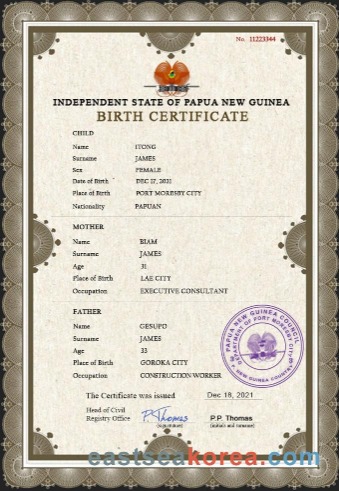 No. 11223344
INDEPENDENT STATE OF PAPUA NEW GUINEA
BIRTH CERTIFICATE
CHILD
Name ITONG
Surname JAMES
Sex FEMALE
Date of Birth DEC 17, 2021
Place of Birth PORT MORESBY CITY
Nationality PAPUAN
MOTHER
Name BIAM
Surname JAMES
Age 31
Place of Birth LAE CITY
Occupation EXECUTIVE CONSULTANT
FATHER
Name GESUPO
Surname JAMES
Age 33
Place of Birth GOROKA CITY
Occupation CONSTRUCTION WORKER
PAPUA NEW GUINEA COUNCIL
DEPARTMENT OF PORT MORESBY CITY
NEW GUINEA COUNTRY
The Certificate was issued Dec 18, 2021
Head of Civil
Registry Office P. Thomas P.P. Thomas
(signature) (initials and surname)
eastseakorea.com